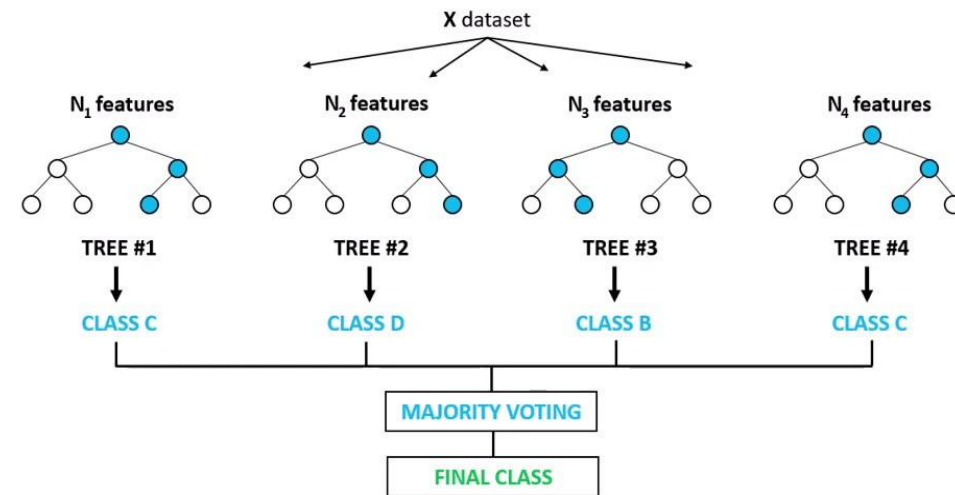 X dataset
N1 features N2 features N3 features N4 features
TREE #1 TREE #2 TREE #3 TREE #4
CLASS C CLASS D CLASS B CLASS C
MAJORITY VOTING
FINAL CLASS